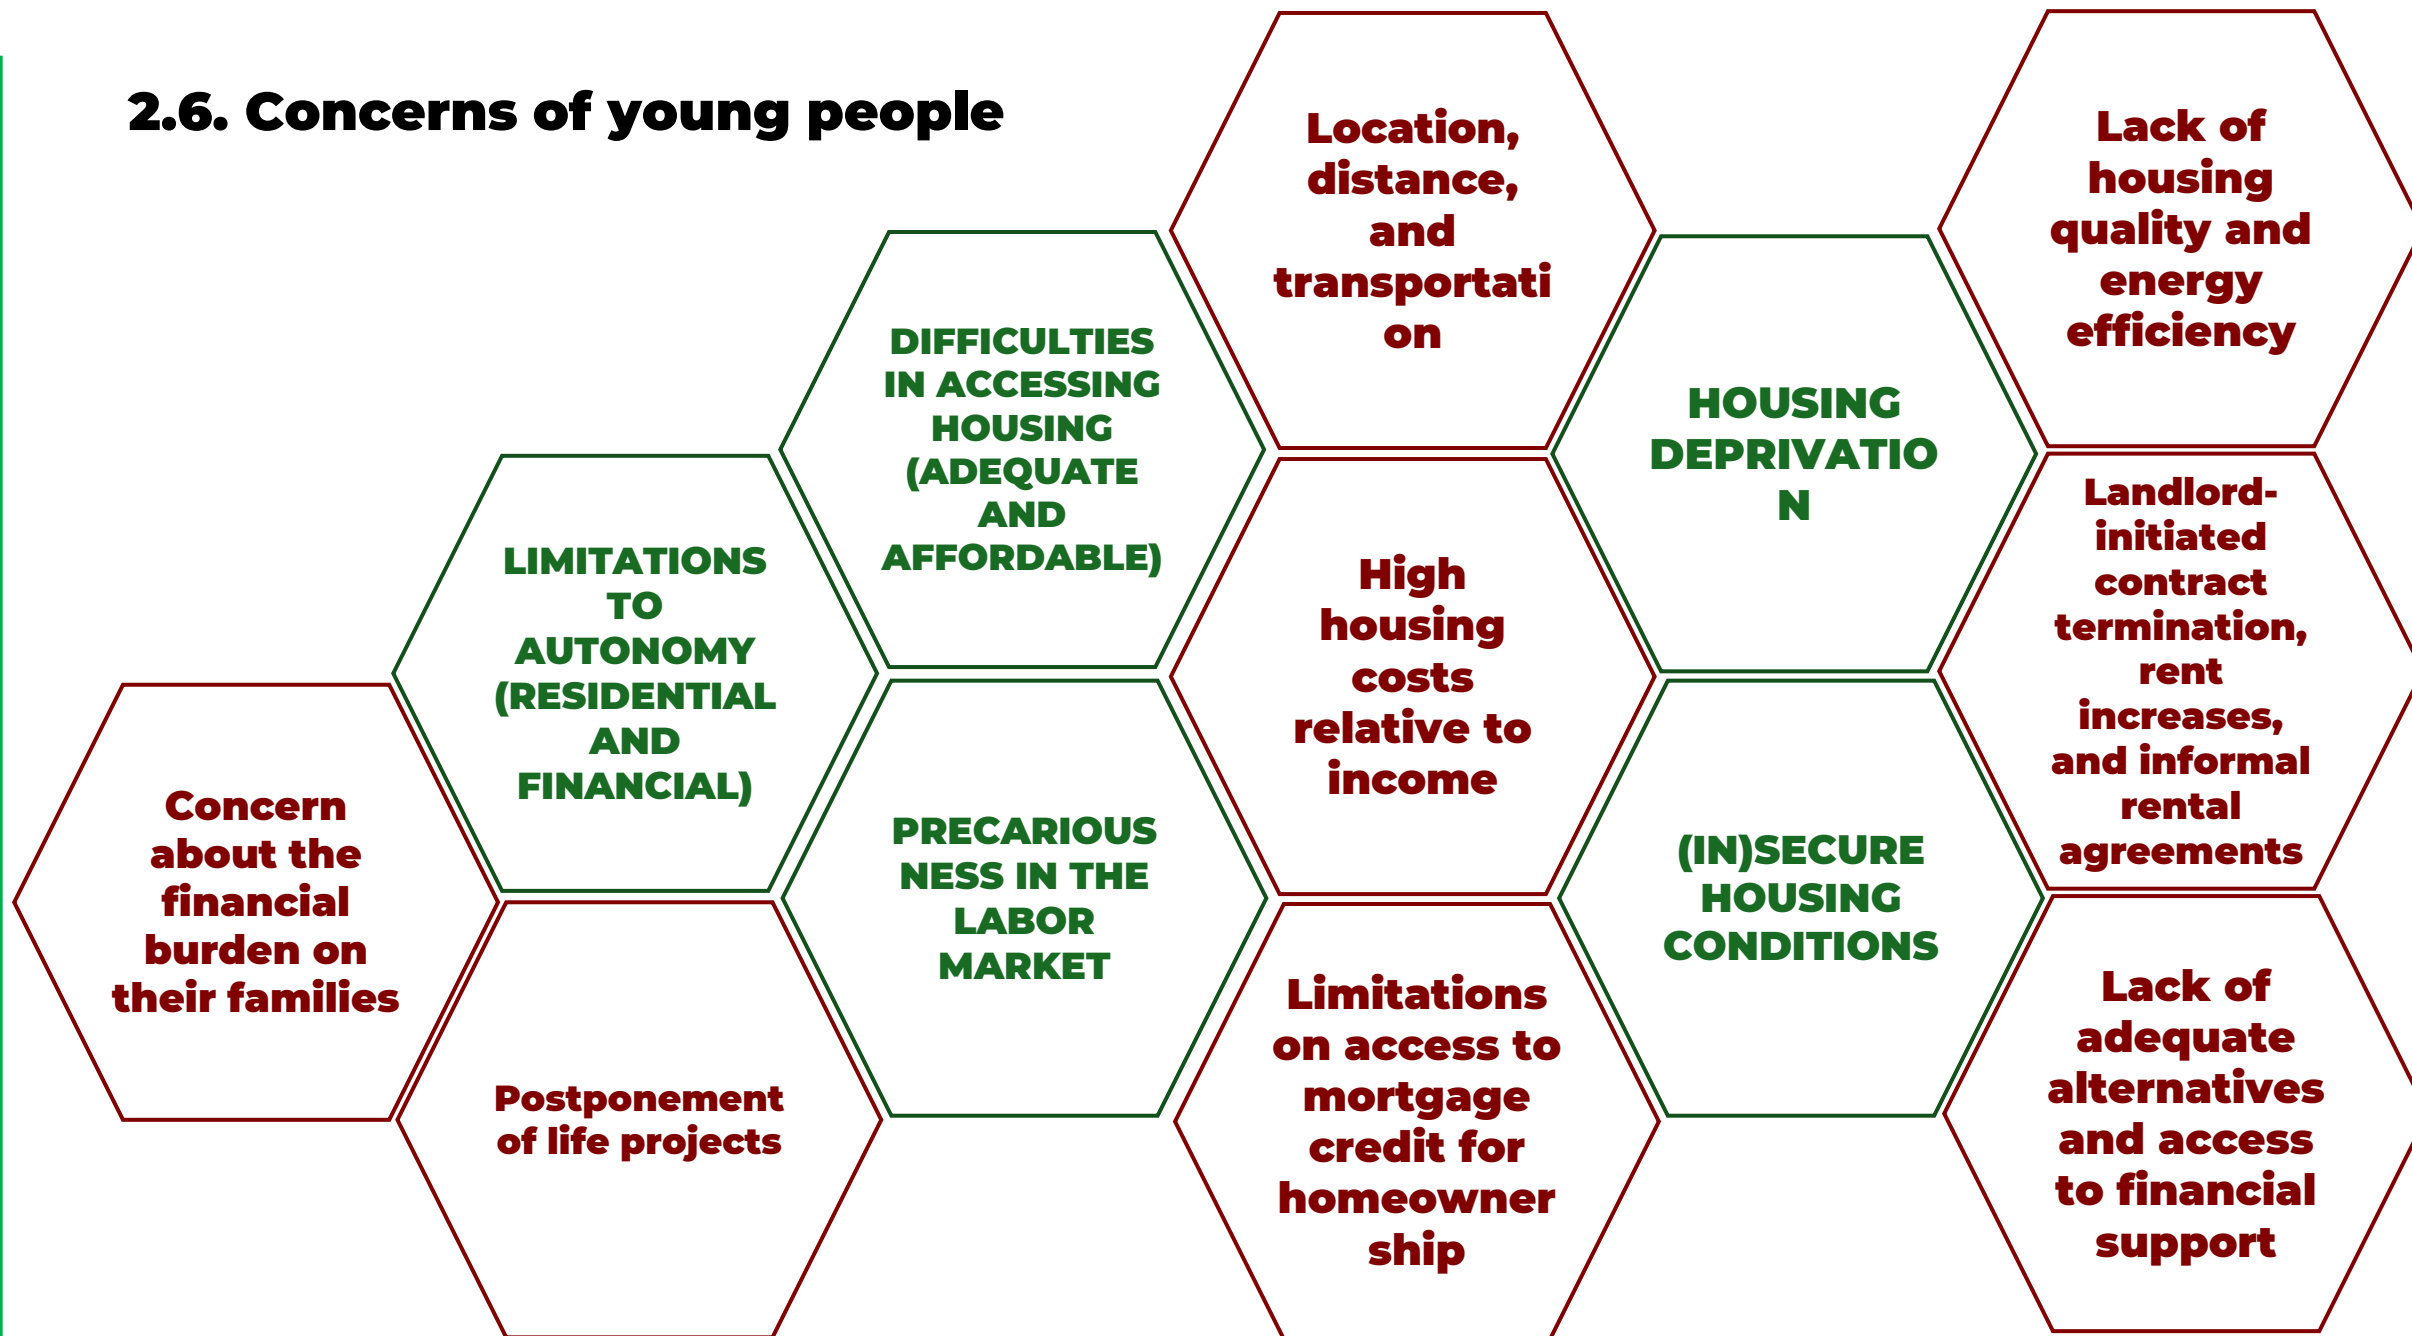 2.6. Concerns of young people
Concern
about the
financial
burden on
their families
LIMITATIONS
TO
AUTONOMY
(RESIDENTIAL
AND
FINANCIAL)
Postponement
of life projects
DIFFICULTIES
IN ACCESSING
HOUSING
(ADEQUATE
AND
AFFORDABLE)
PRECARIOUS
NESS IN THE
LABOR
MARKET
Location,
distance,
and
transportati
on
High
housing
costs
relative to
income
Limitations
on access to
mortgage
credit for
homeowner
ship
HOUSING
DEPRIVATIO
N
(IN)SECURE
HOUSING
CONDITIONS
Lack of
housing
quality and
energy
efficiency
Landlord-
initiated
contract
termination,
rent
increases,
and informal
rental
agreements
Lack of
adequate
alternatives
and access
to financial
support